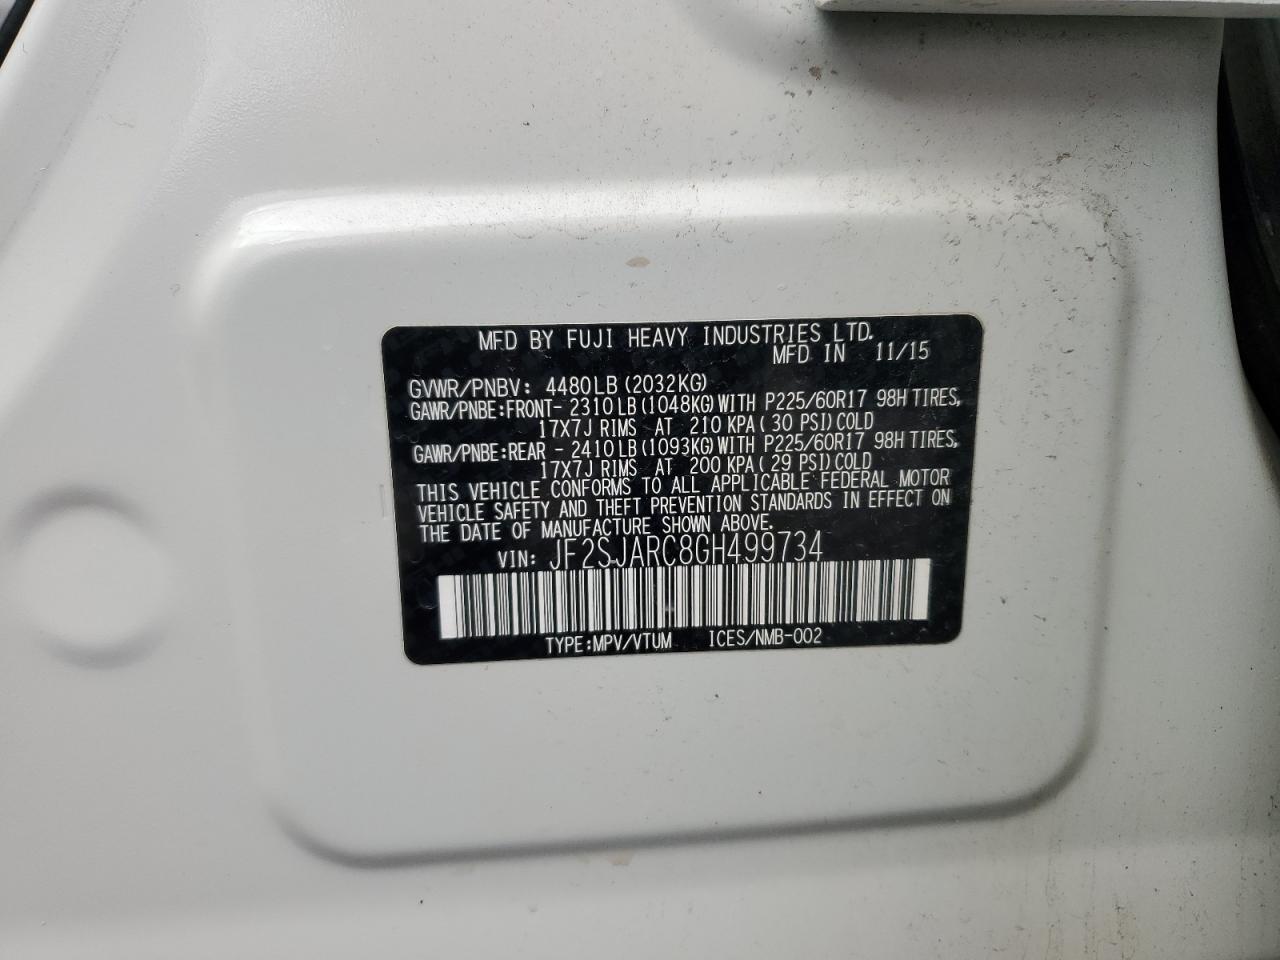 MFD BY FUJI HEAVY INDUSTRIES LTD.
MFD IN 11/15
GVWR/PNBV: 4480LB (2032KG)
GAWR/PNBE:FRONT- 2310LB (1048KG) WITH P225/60R17 98H TIRES,
17X7J RIMS AT 210 KPA ( 30 PSI) COLD
GAWR/PNBE:REAR - 2410LB (1093KG) WITH P225/60R17 98H TIRES,
17X7J RIMS AT 200 KPA ( 29 PSI) COLD
THIS VEHICLE CONFORMS TO ALL APPLICABLE FEDERAL MOTOR
VEHICLE SAFETY AND THEFT PREVENTION STANDARDS IN EFFECT ON
THE DATE OF MANUFACTURE SHOWN ABOVE.
VIN: JF2SJARC8GH499734
TYPE:MPV/VTUM ICES/NMB-002